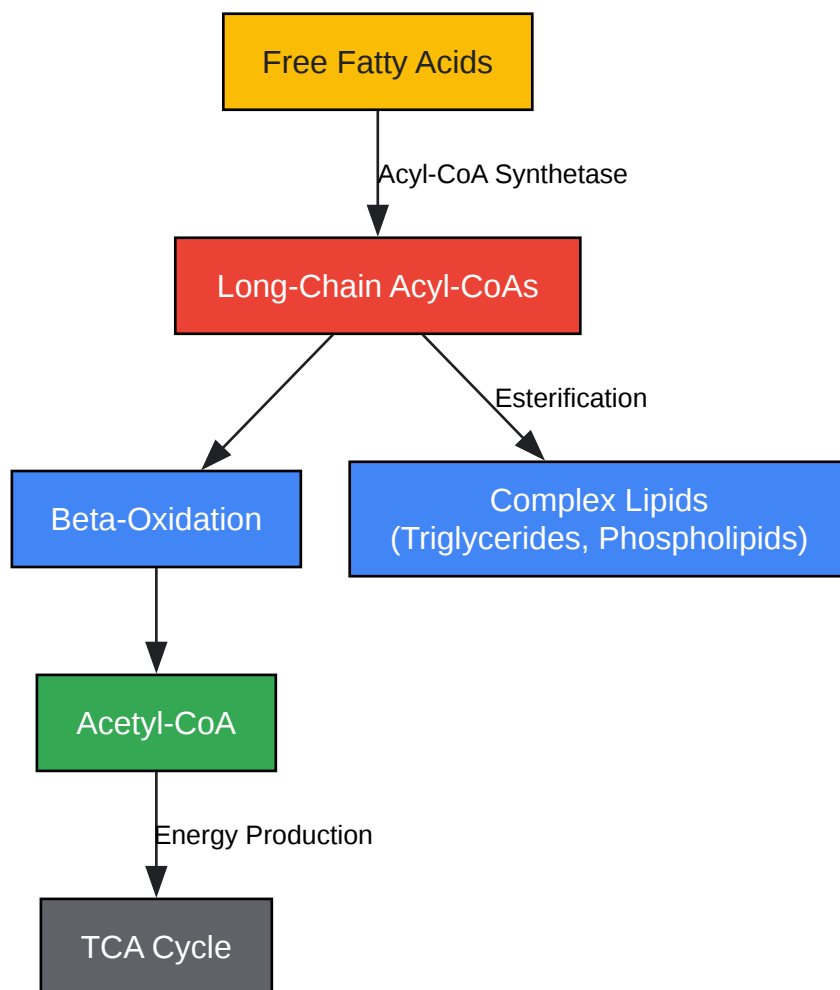 Free Fatty Acids
Acyl-CoA Synthetase
Long-Chain Acyl-CoAs
Esterification
Beta-Oxidation
Complex Lipids
(Triglycerides, Phospholipids)
Acetyl-CoA
Energy Production
TCA Cycle